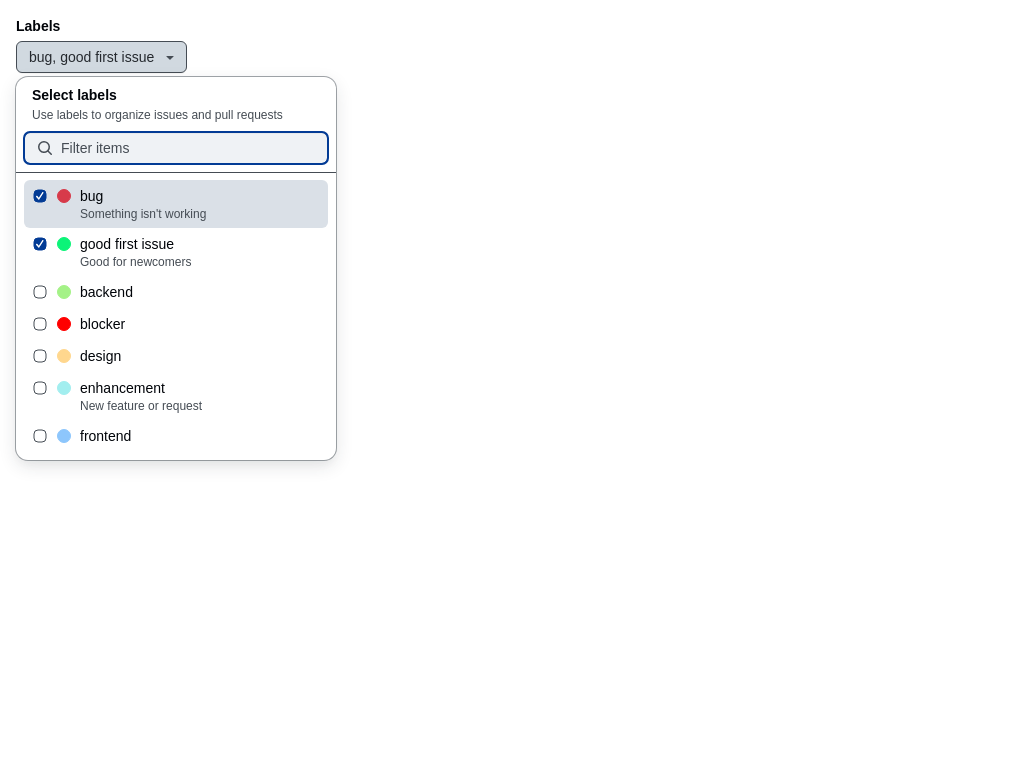 Labels
bug, good first issue
Select labels
Use labels to organize issues and pull requests
Filter items
bug
Something isn't working
good first issue
Good for newcomers
backend
blocker
design
enhancement
New feature or request
frontend